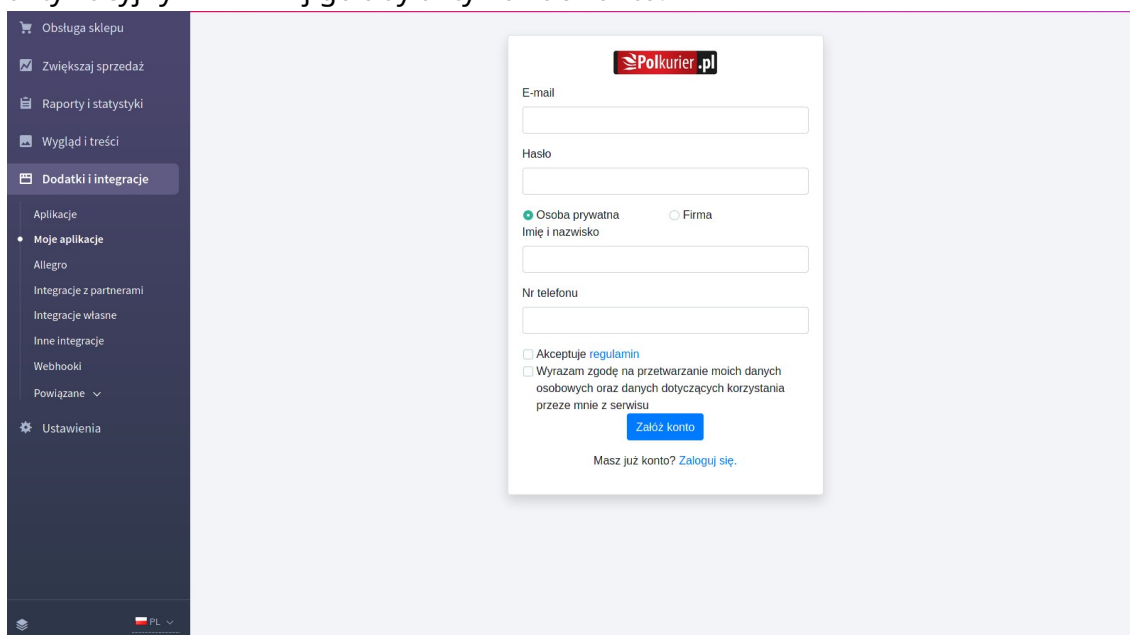 Obsługa sklepu
Zwiększaj sprzedaż
Raporty i statystyki
Wygląd i treści
Dodatki i integracje
Aplikacje
Moje aplikacje
Allegro
Integracje z partnerami
Integracje własne
Inne integracje
Webhooki
Powiązane
Ustawienia
PL
Polkurier.pl
E-mail
Hasło
Osoba prywatna Firma
Imię i nazwisko
Nr telefonu
Akceptuje regulamin
Wyrazam zgodę na przetwarzanie moich danych
osobowych oraz danych dotyczących korzystania
przeze mnie z serwisu
Załóż konto
Masz już konto? Zaloguj się.